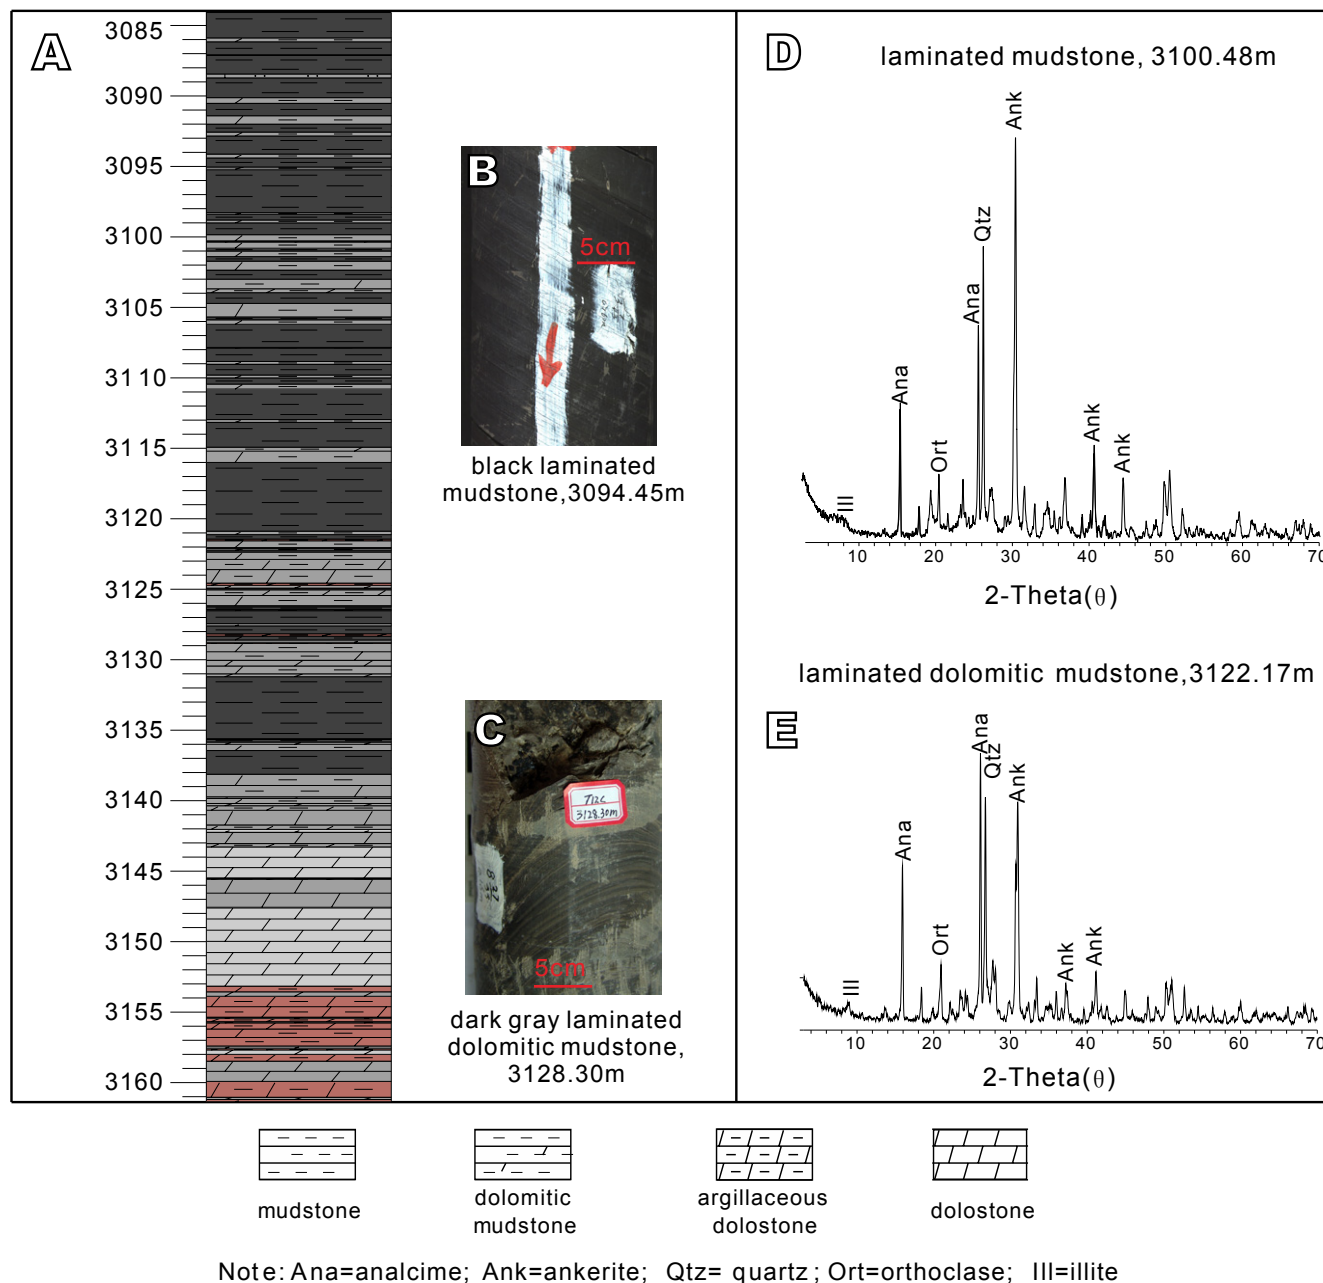 A
3085
3090
3095
3100
3105
3110
3115
3120
3125
3130
3135
3140
3145
3150
3155
3160
B
5cm
black laminated
mudstone,3094.45m
C
T12C
3128.30m
5cm
dark gray laminated
dolomitic mudstone,
3128.30m
D
laminated mudstone, 3100.48m
Ill
Ana
Ort
Ana
Qtz
Ank
Ank
Ank
10 20 30 40 50 60 70
2-Theta(θ)
laminated dolomitic mudstone,3122.17m
E
Ill
Ana
Ort
Ana
Qtz
Ank
Ank
Ank
10 20 30 40 50 60 70
2-Theta(θ)
mudstone
dolomitic
mudstone
argillaceous
dolostone
dolostone
Note: Ana=analcime; Ank=ankerite; Qtz= quartz; Ort=orthoclase; Ill=illite